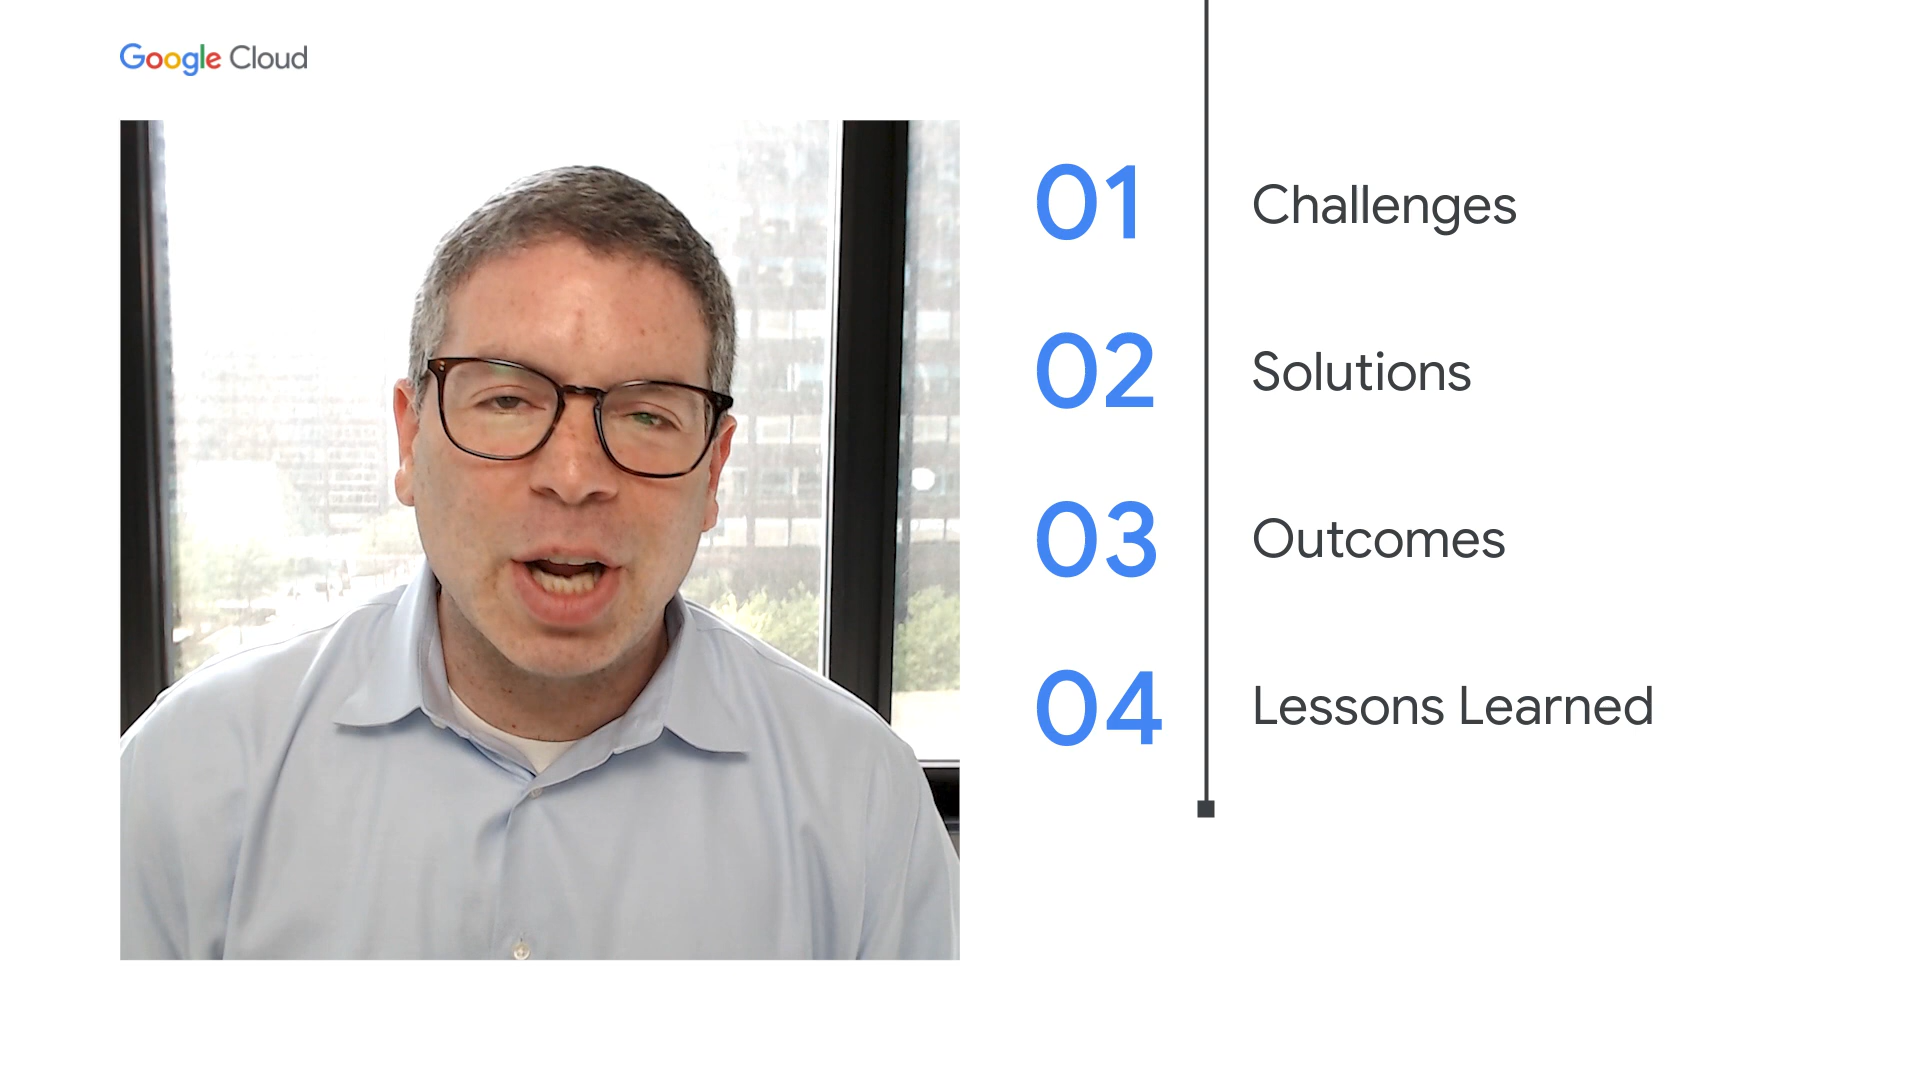 Google Cloud
01 Challenges
02 Solutions
03 Outcomes
04 Lessons Learned